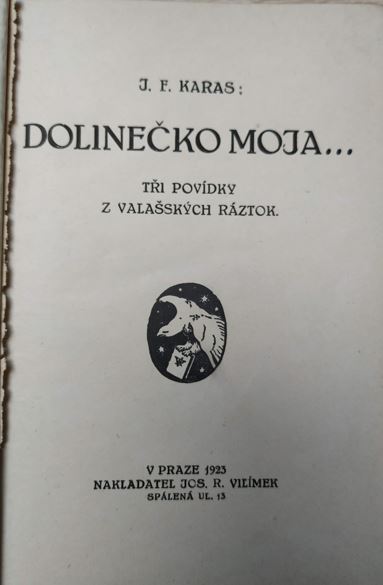 J. F. KARAS:
DOLINEČKO MOJA...
TŘI POVÍDKY
Z VALAŠSKÝCH RÁZTOK.
V PRAZE 1923
NAKLADATEL JOS. R. VILÍMEK
SPÁLENÁ UL. 13